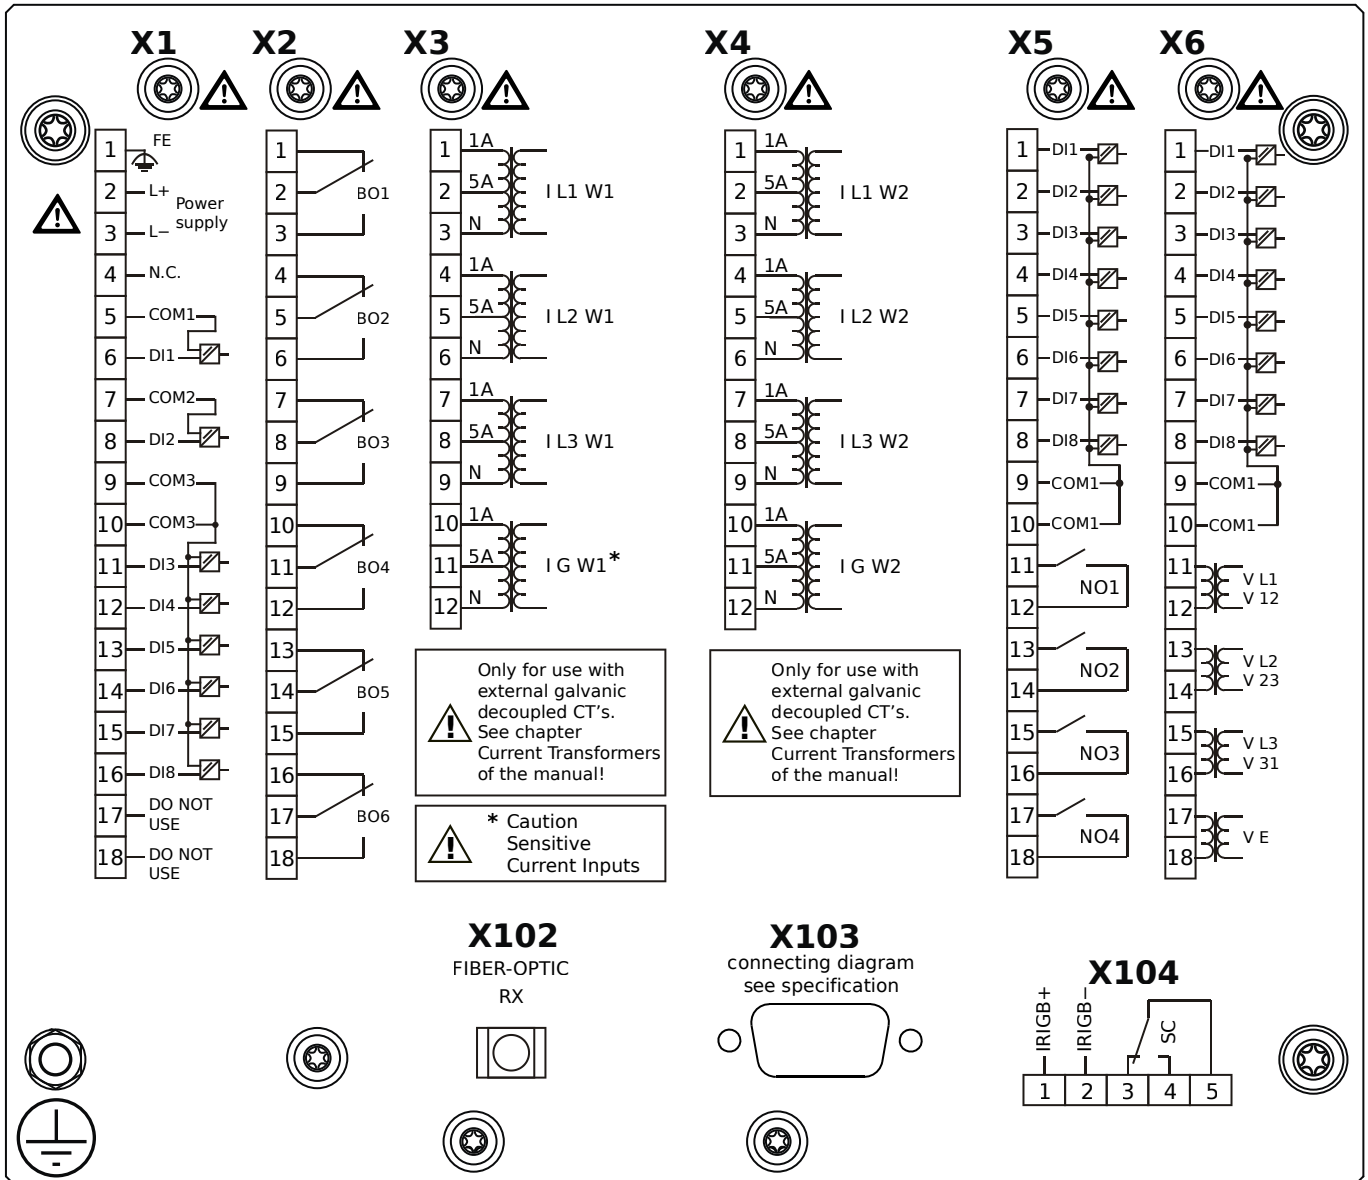 X1
X2
X3
X4
X5
X6
1 FE
2 L+
Power
supply
3 L−
4 N.C.
5 COM1
6 DI1
7 COM2
8 DI2
9 COM3
10 COM3
11 DI3
12 DI4
13 DI5
14 DI6
15 DI7
16 DI8
17 DO NOT
USE
18 DO NOT
USE
1
2 BO1
3
4
5 BO2
6
7
8 BO3
9
10
11 BO4
12
13
14 BO5
15
16
17 BO6
18
1 1A
2 5A I L1 W1
3 N
4 1A
5 5A I L2 W1
6 N
7 1A
8 5A I L3 W1
9 N
10 1A
11 5A I G W1*
12 N
Only for use with
external galvanic
decoupled CT's.
See chapter
Current Transformers
of the manual!
* Caution
Sensitive
Current Inputs
1 1A
2 5A I L1 W2
3 N
4 1A
5 5A I L2 W2
6 N
7 1A
8 5A I L3 W2
9 N
10 1A
11 5A I G W2
12 N
Only for use with
external galvanic
decoupled CT's.
See chapter
Current Transformers
of the manual!
1 DI1
2 DI2
3 DI3
4 DI4
5 DI5
6 DI6
7 DI7
8 DI8
9 COM1
10 COM1
11
NO1
12
13
NO2
14
15
NO3
16
17
NO4
18
1 DI1
2 DI2
3 DI3
4 DI4
5 DI5
6 DI6
7 DI7
8 DI8
9 COM1
10 COM1
11 V L1
12 V 12
13 V L2
14 V 23
15 V L3
16 V 31
17
V E
18
X102
FIBER-OPTIC
RX
X103
connecting diagram
see specification
X104
IRIGB+
IRIGB−
SC
1 2 3 4 5